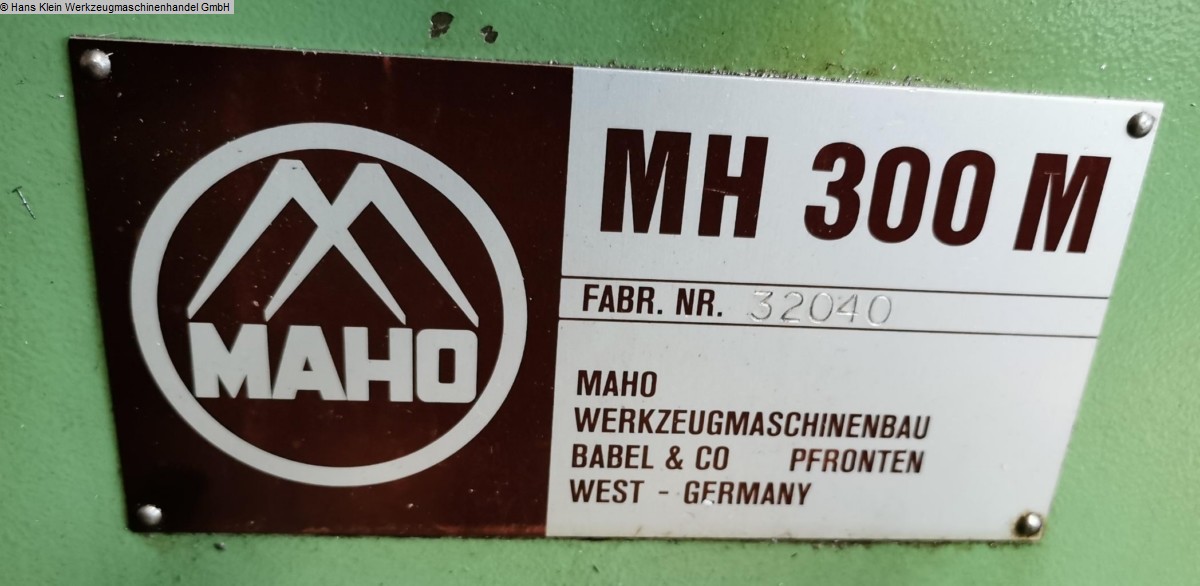 © Hans Klein Werkzeugmaschinenhandel GmbH
MAHO
MH 300 M
FABR. NR. 32040
MAHO
WERKZEUGMASCHINENBAU
BABEL & CO PFRONTEN
WEST - GERMANY